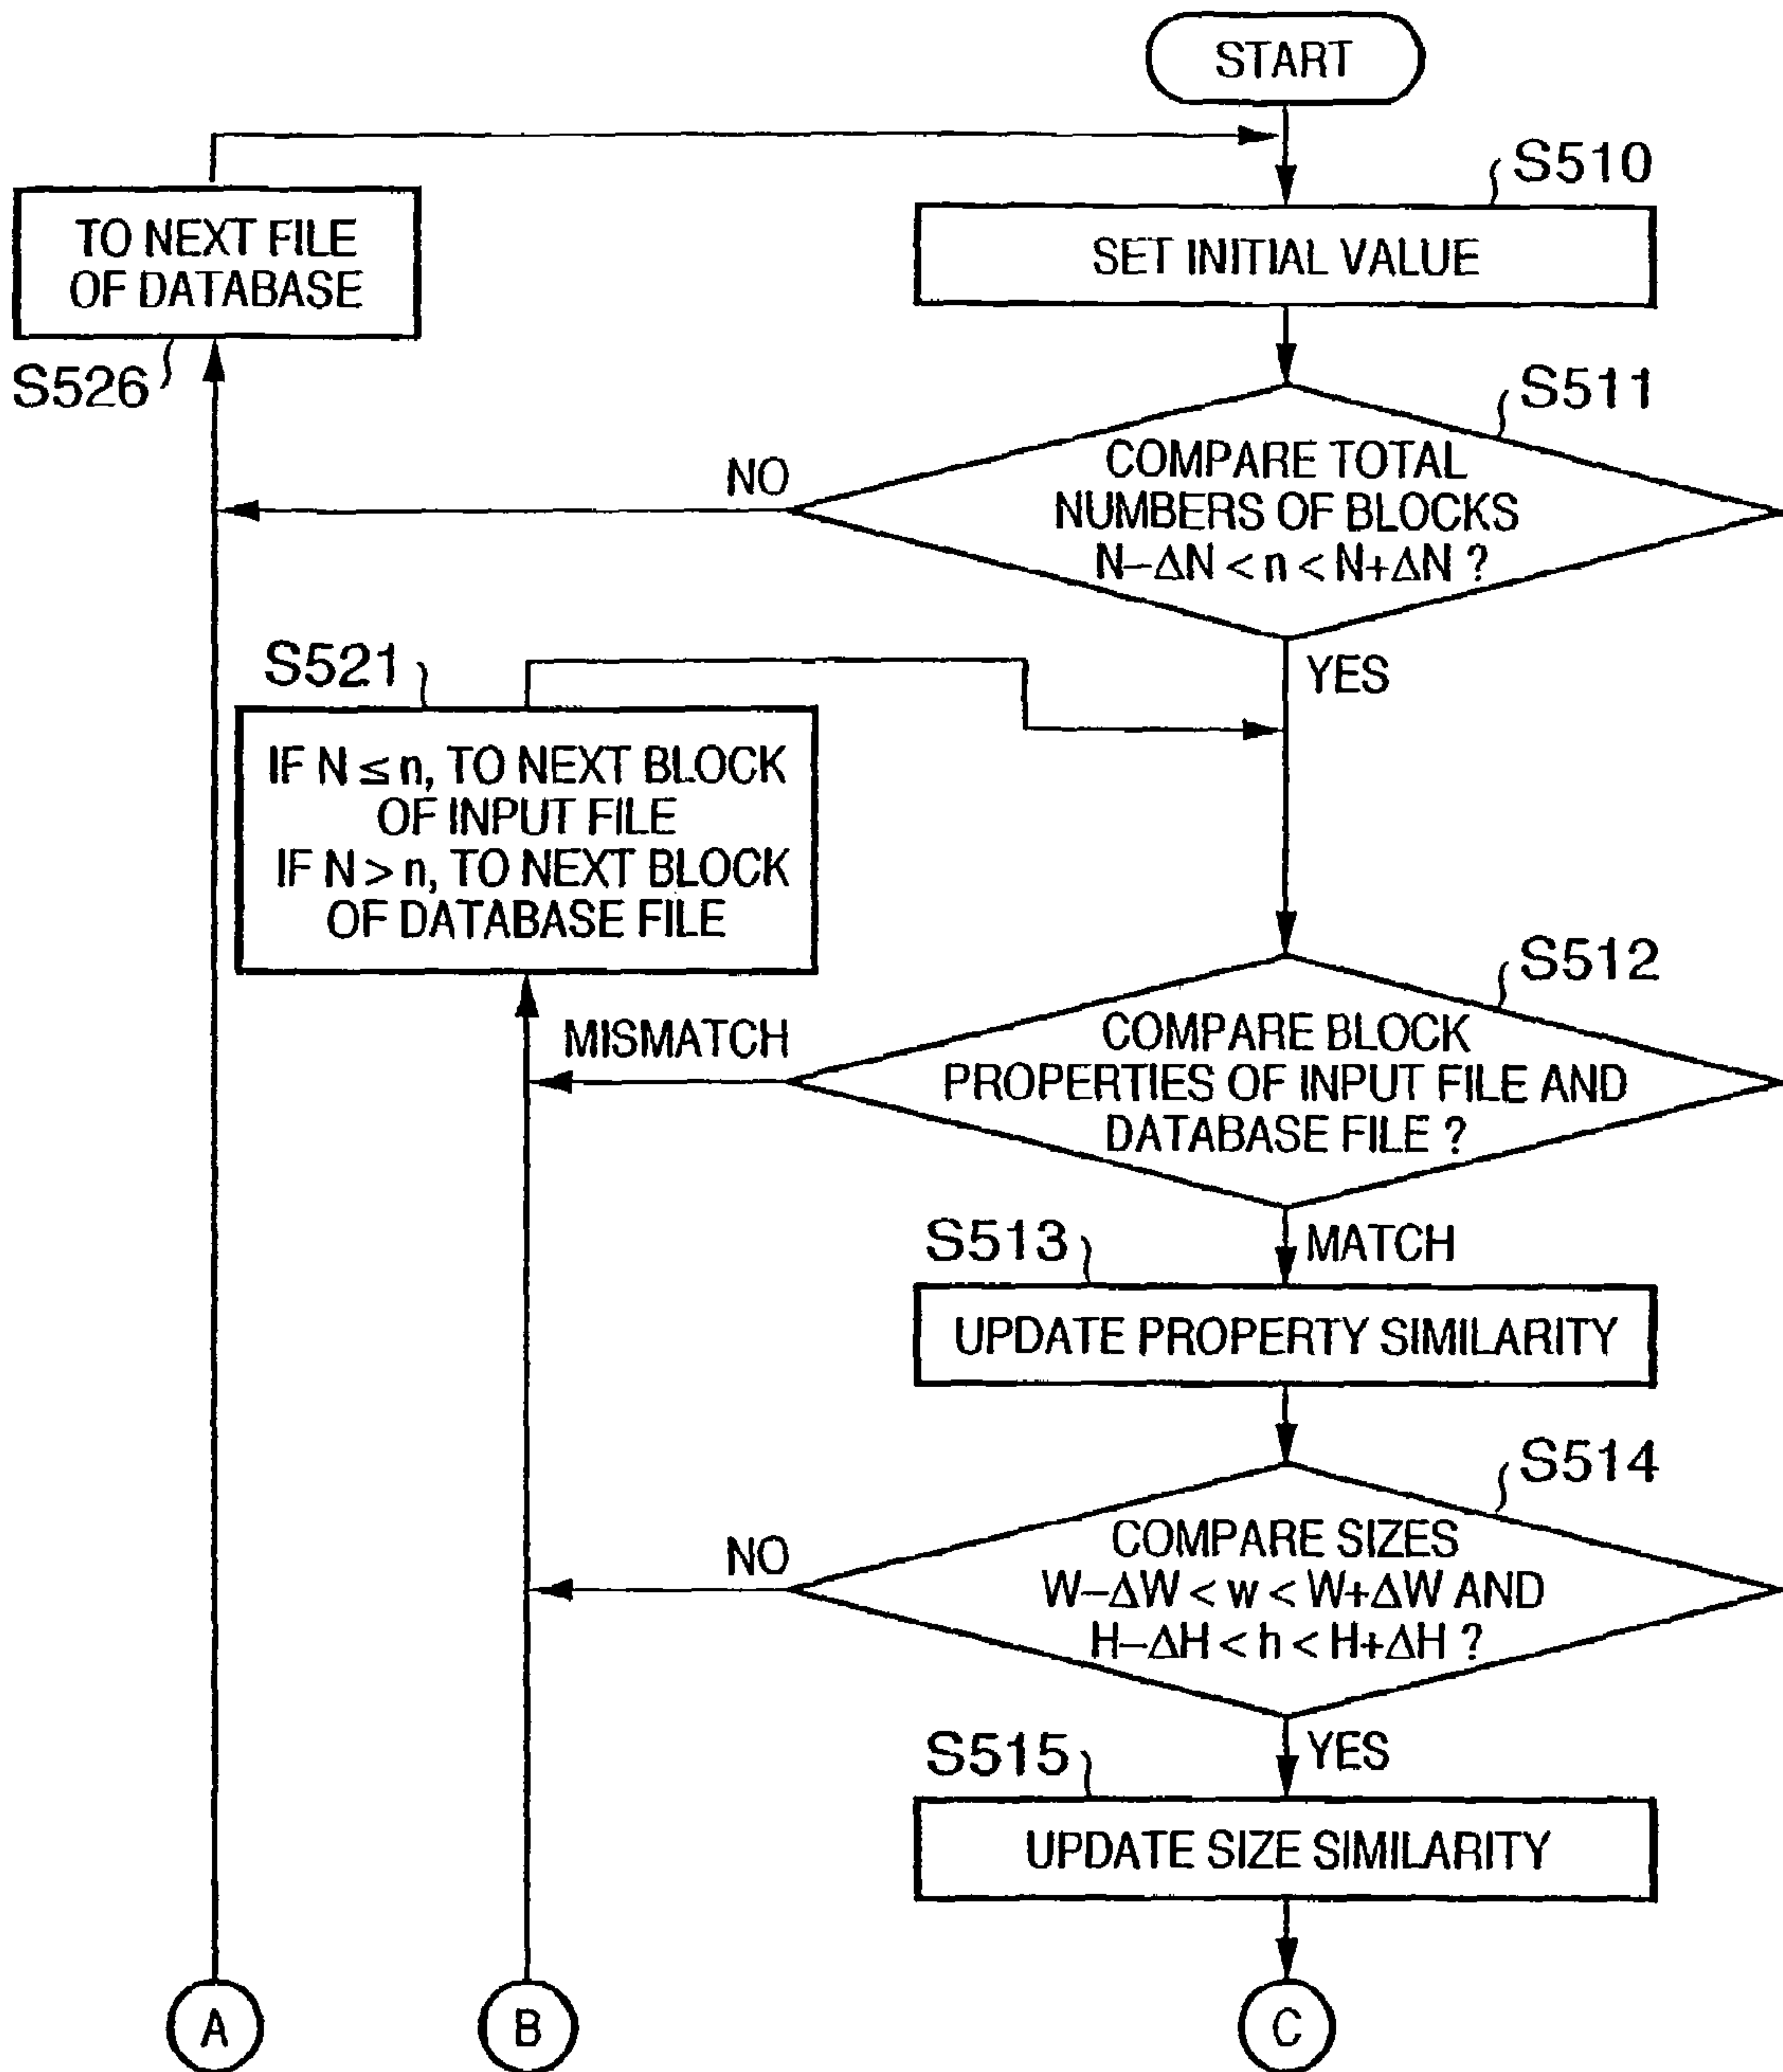 START
S510
SET INITIAL VALUE
TO NEXT FILE
OF DATABASE
S526
S511
COMPARE TOTAL
NUMBERS OF BLOCKS
N−ΔN < n < N+ΔN ?
NO
YES
S521
IF N ≤ n, TO NEXT BLOCK
OF INPUT FILE
IF N > n, TO NEXT BLOCK
OF DATABASE FILE
S512
COMPARE BLOCK
PROPERTIES OF INPUT FILE AND
DATABASE FILE ?
MISMATCH
MATCH
S513
UPDATE PROPERTY SIMILARITY
S514
COMPARE SIZES
W−ΔW < w < W+ΔW AND
H−ΔH < h < H+ΔH ?
NO
YES
S515
UPDATE SIZE SIMILARITY
A
B
C